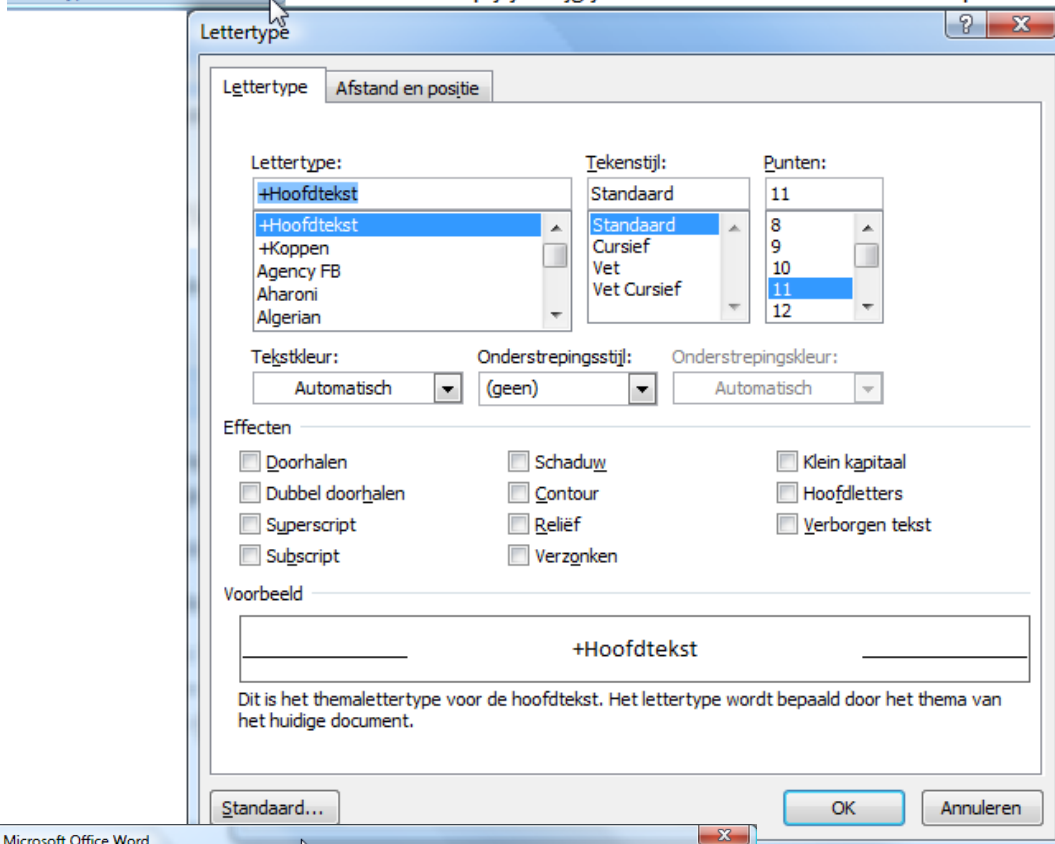 Lettertype
Lettertype Afstand en positie
Lettertype: Tekenstijl: Punten:
+Hoofdtekst Standaard 11
+Hoofdtekst Standaard 8
+Koppen Cursief 9
Agency FB Vet 10
Aharoni Vet Cursief 11
Algerian 12
Tekstkleur: Onderstrepingsstijl: Onderstrepingskleur:
Automatisch (geen) Automatisch
Effecten
Doorhalen Schaduw Klein kapitaal
Dubbel doorhalen Contour Hoofdletters
Superscript Reliëf Verborgen tekst
Subscript Verzonken
Voorbeeld
+Hoofdtekst
Dit is het themalettertype voor de hoofdtekst. Het lettertype wordt bepaald door het thema van
het huidige document.
Standaard... OK Annuleren
Microsoft Office Word